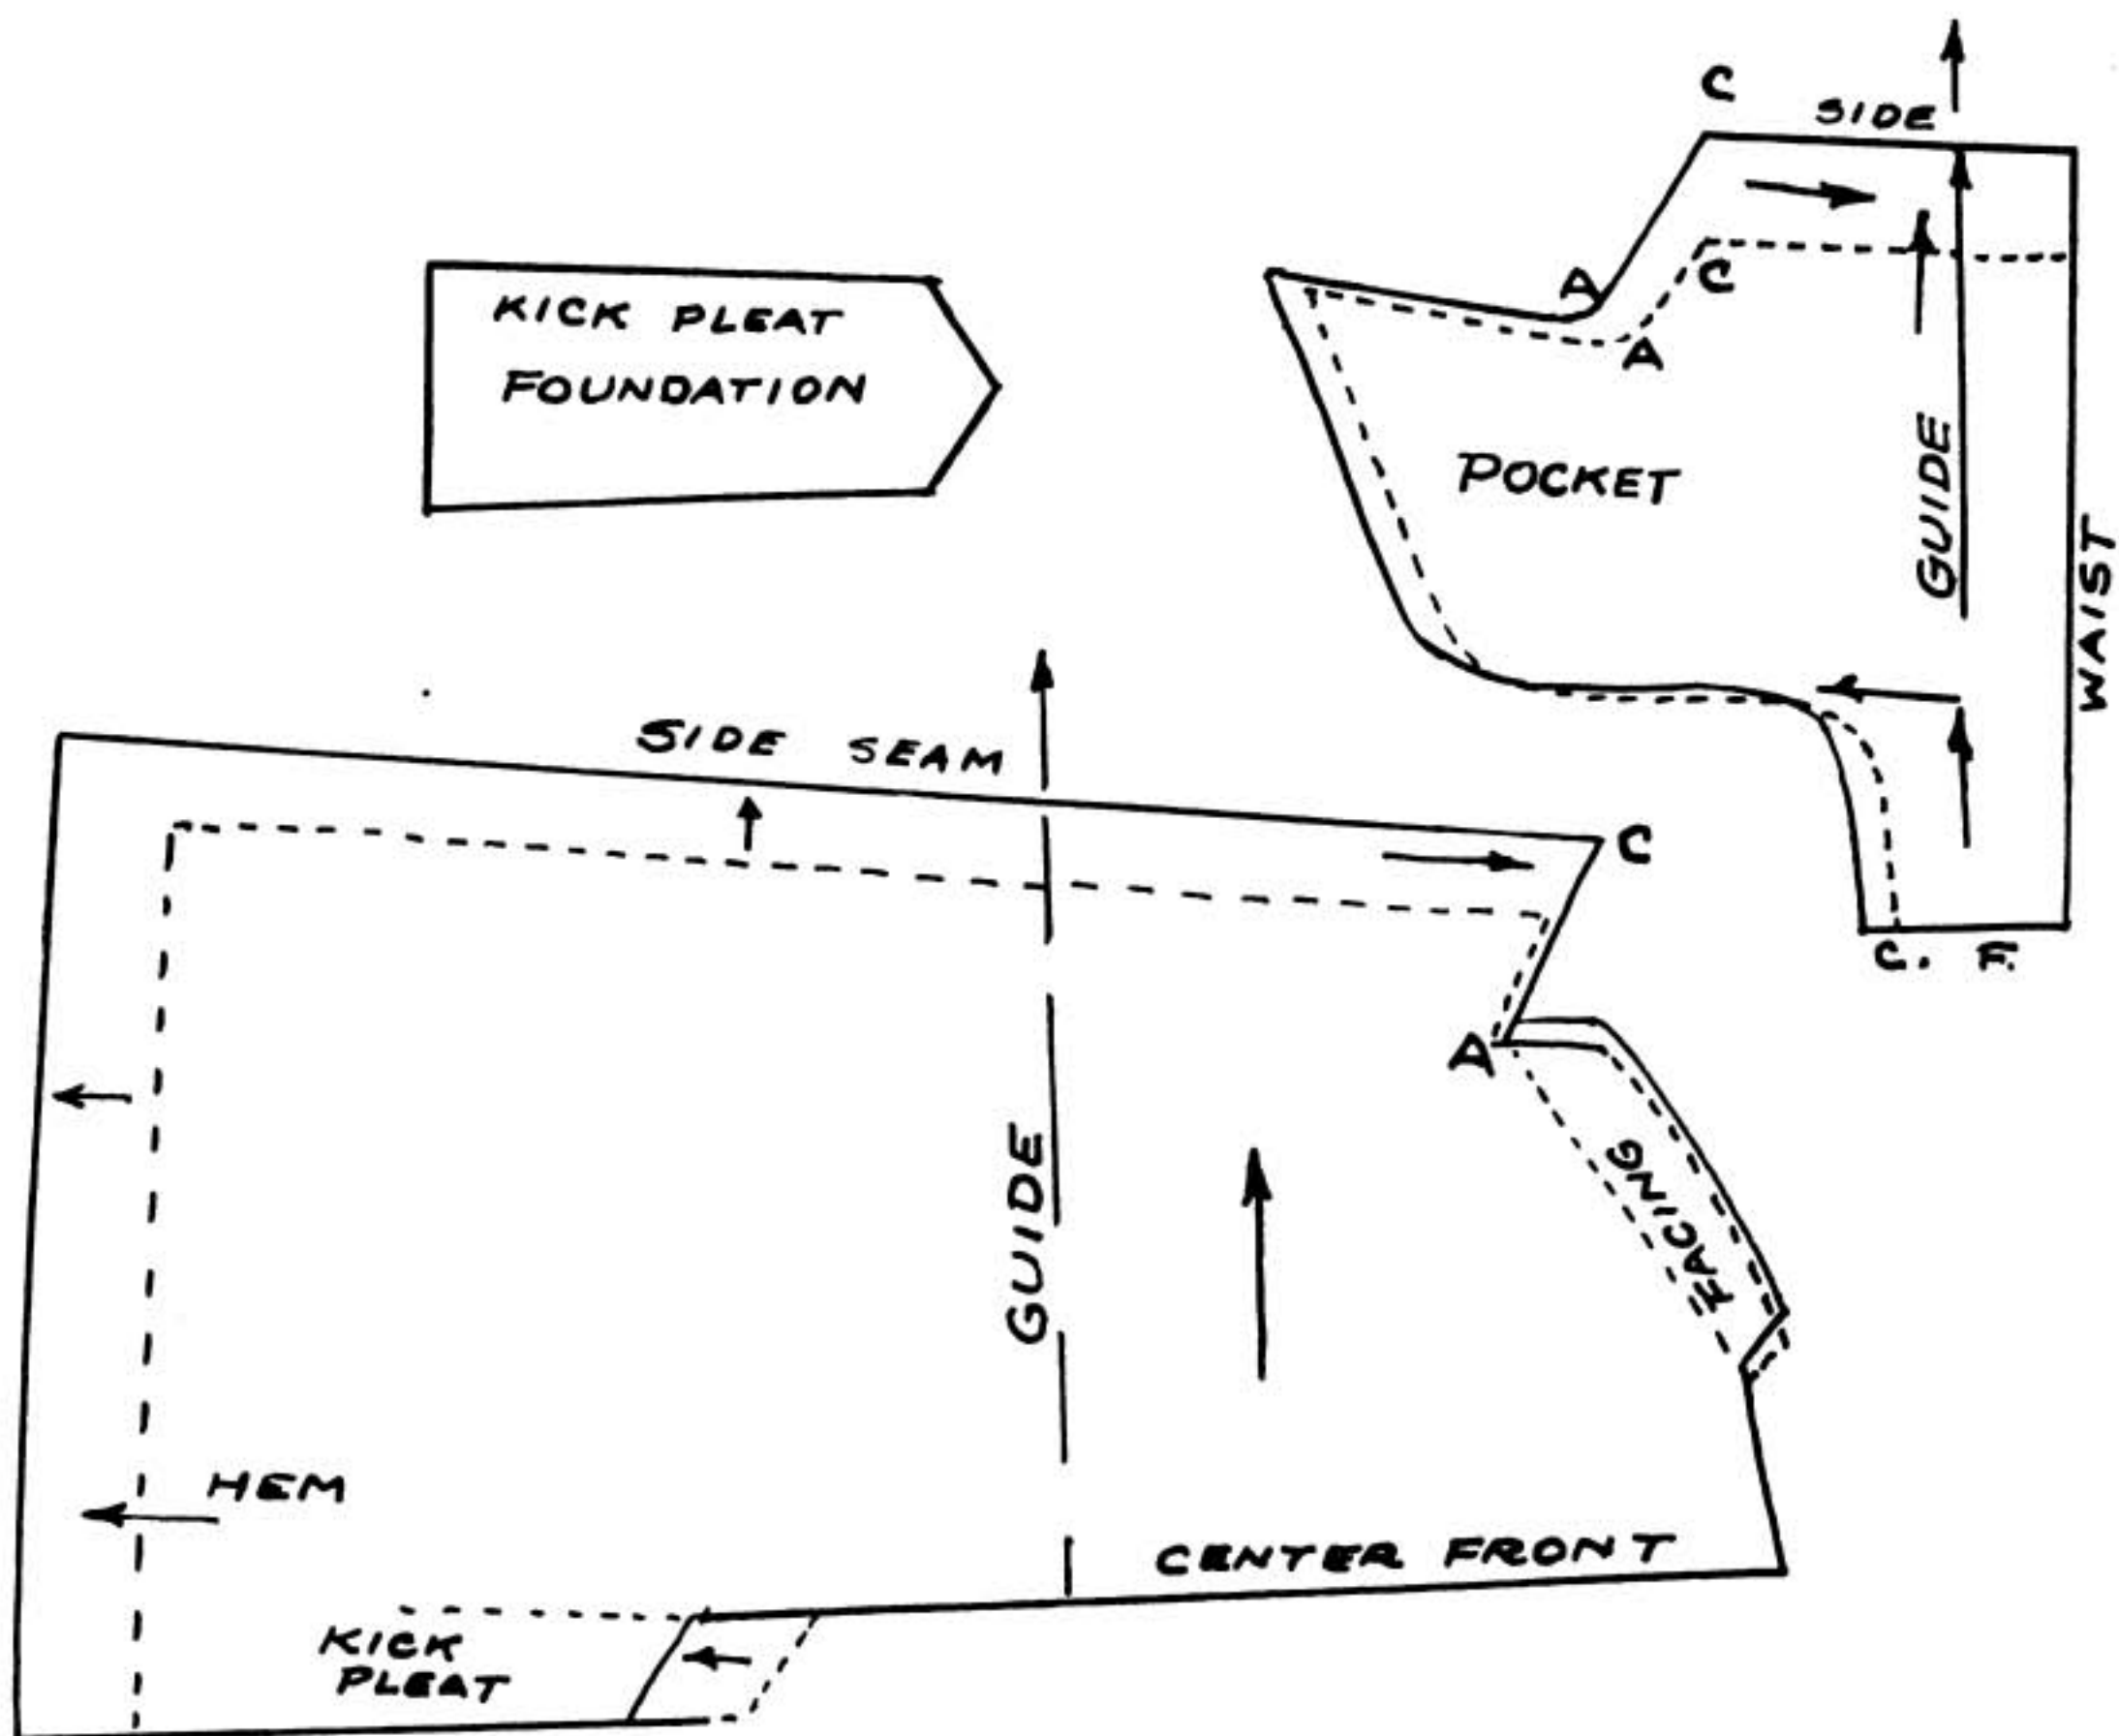 C
SIDE
KICK PLEAT
FOUNDATION
A
C
A
POCKET
GUIDE
WAIST
SIDE SEAM
C
C. F.
A
FACING
GUIDE
HEM
CENTER FRONT
KICK
PLEAT